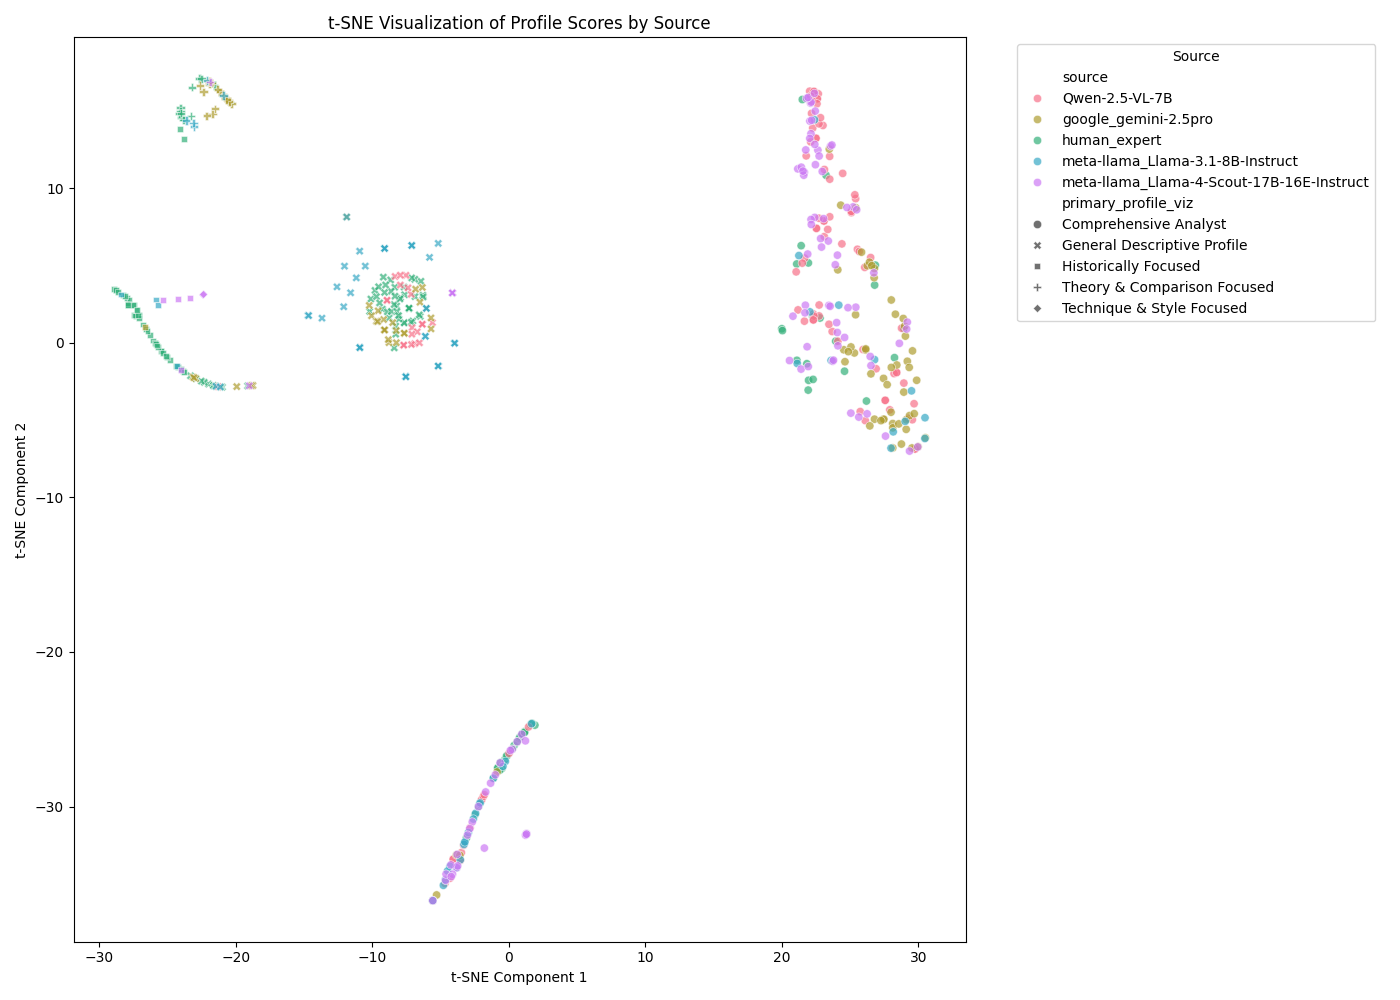 t-SNE Visualization of Profile Scores by Source
Source
source
Qwen-2.5-VL-7B
google_gemini-2.5pro
human_expert
meta-llama_Llama-3.1-8B-Instruct
meta-llama_Llama-4-Scout-17B-16E-Instruct
primary_profile_viz
Comprehensive Analyst
General Descriptive Profile
Historically Focused
Theory & Comparison Focused
Technique & Style Focused
t-SNE Component 2
10
0
−10
−20
−30
−30
−20
−10
0
10
20
30
t-SNE Component 1